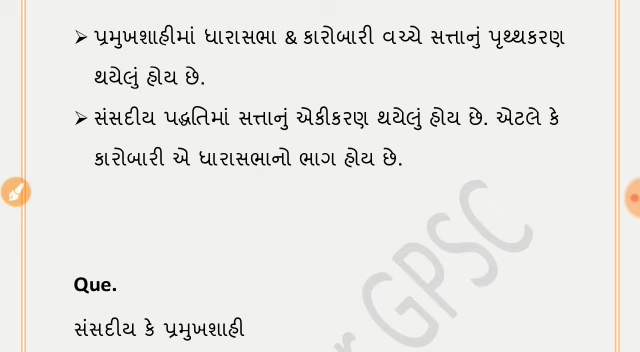 ➢ પ્રમુખશાહીમાં ધારાસભા & કારોબારી વચ્ચે સત્તાનું પૃથ્થકરણ
થયેલું હોય છે.
➢ સંસદીય પદ્ધતિમાં સત્તાનું એકીકરણ થયેલું હોય છે. એટલે કે
કારોબારી એ ધારાસભાનો ભાગ હોય છે.
GPSC
Que.
સંસદીય કે પ્રમુખશાહી